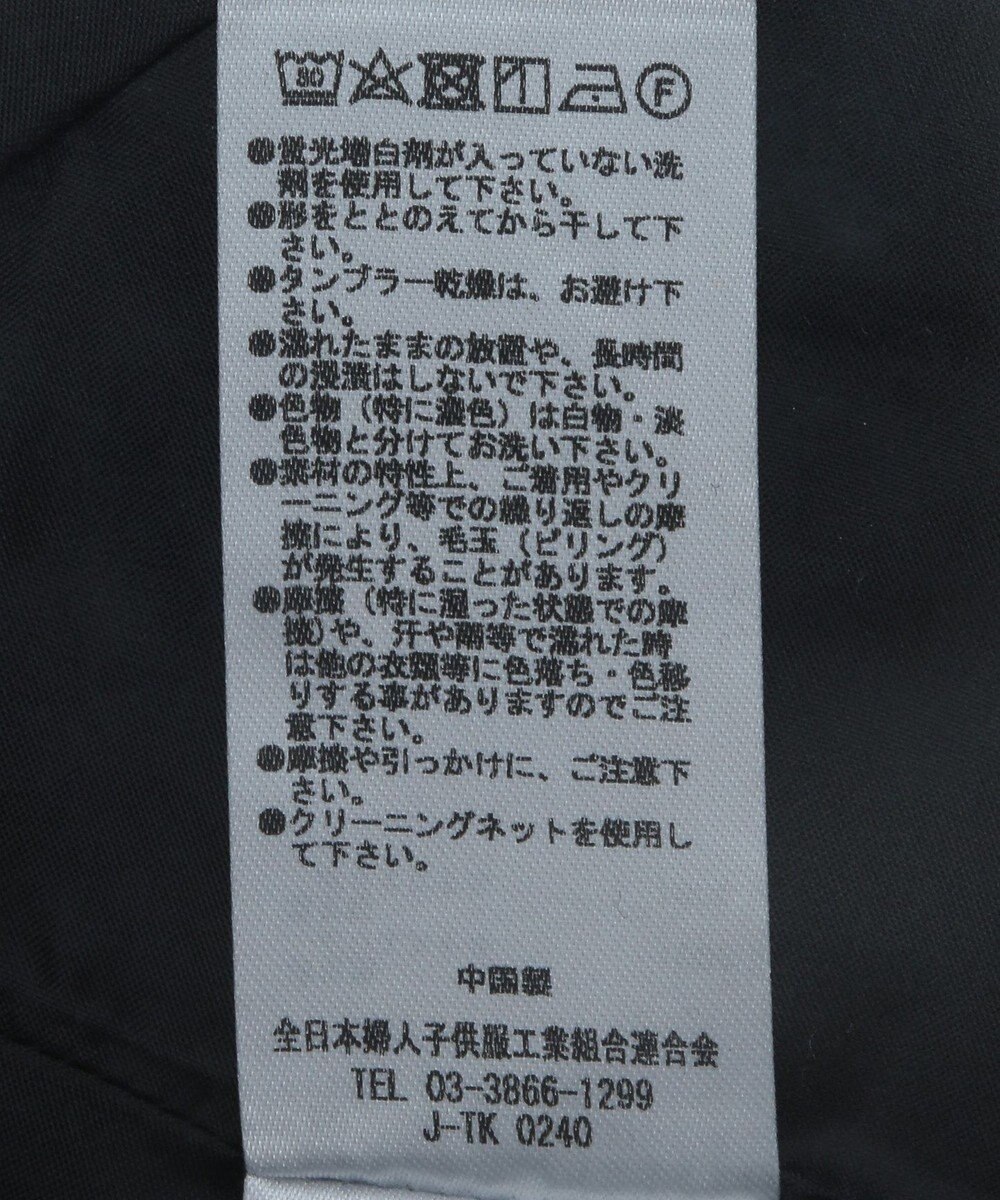 30 F
●蛍光増白剤が入っていない洗
剤を使用して下さい。
●形をととのえてから干して下
さい。
●タンブラー乾燥は、お避け下
さい。
●濡れたままの放置や、長時間
の浸漬はしないで下さい。
●色物（特に濃色）は白物・淡
色物と分けてお洗い下さい。
●素材の特性上、ご着用やクリ
ーニング等での繰り返しの摩
擦により、毛玉（ピリング）
が発生することがあります。
●摩擦（特に湿った状態での摩
擦)や、汗や雨等で濡れた時
は他の衣類等に色落ち・色移
りする事がありますのでご注
意下さい。
●摩擦や引っかけに、ご注意下
さい。
●クリーニングネットを使用し
て下さい。
中国製
全日本婦人子供服工業組合連合会
TEL 03-3866-1299
J-TK 0240